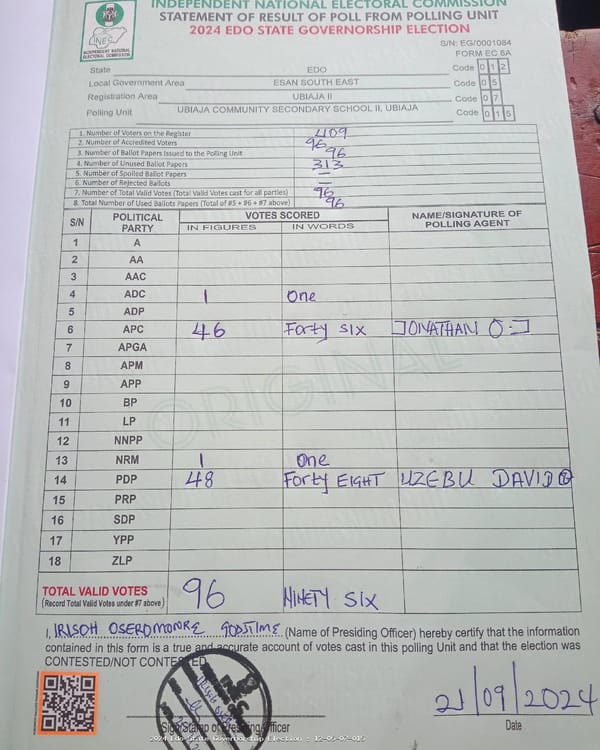 INDEPENDENT NATIONAL ELECTORAL COMMISSION
STATEMENT OF RESULT OF POLL FROM POLLING UNIT
2024 EDO STATE GOVERNORSHIP ELECTION
INEC
INDEPENDENT NATIONAL
ELECTORAL COMMISSION
S/N: EG/0001084
FORM EC 8A
State EDO Code 0 1 2
Local Government Area ESAN SOUTH EAST Code 0 5
Registration Area UBIAJA II Code 0 7
Polling Unit UBIAJA COMMUNITY SECONDARY SCHOOL II, UBIAJA Code 0 1 5
1. Number of Voters on the Register 409
2. Number of Accredited Voters 96
3. Number of Ballot Papers Issued to the Polling Unit 96
4. Number of Unused Ballot Papers 313
5. Number of Spoiled Ballot Papers —
6. Number of Rejected Ballots —
7. Number of Total Valid Votes (Total Valid Votes cast for all parties) 96
8. Total Number of Used Ballots Papers (Total of #5 + #6 + #7 above) 96
S/N POLITICAL PARTY VOTES SCORED NAME/SIGNATURE OF POLLING AGENT
IN FIGURES IN WORDS
1 A
2 AA
3 AAC
4 ADC 1 One
5 ADP
6 APC 46 Forty Six JONATHAN O.J
7 APGA
8 APM
9 APP
10 BP
11 LP
12 NNPP
13 NRM 1 One
14 PDP 48 Forty EIGHT UZEBU DAVID
15 PRP
16 SDP
17 YPP
18 ZLP
ORIGINAL
TOTAL VALID VOTES 96 NINETY SIX
(Record Total Valid Votes under #7 above)
I, IRISOH OSEROMONRE GODSTIME (Name of Presiding Officer) hereby certify that the information
contained in this form is a true and accurate account of votes cast in this polling Unit and that the election was
CONTESTED/NOT CONTESTED.
21/09/2024
Sign/Stamp of Presiding Officer Date
2024 Edo State Governorship Election : 12-05-07-015